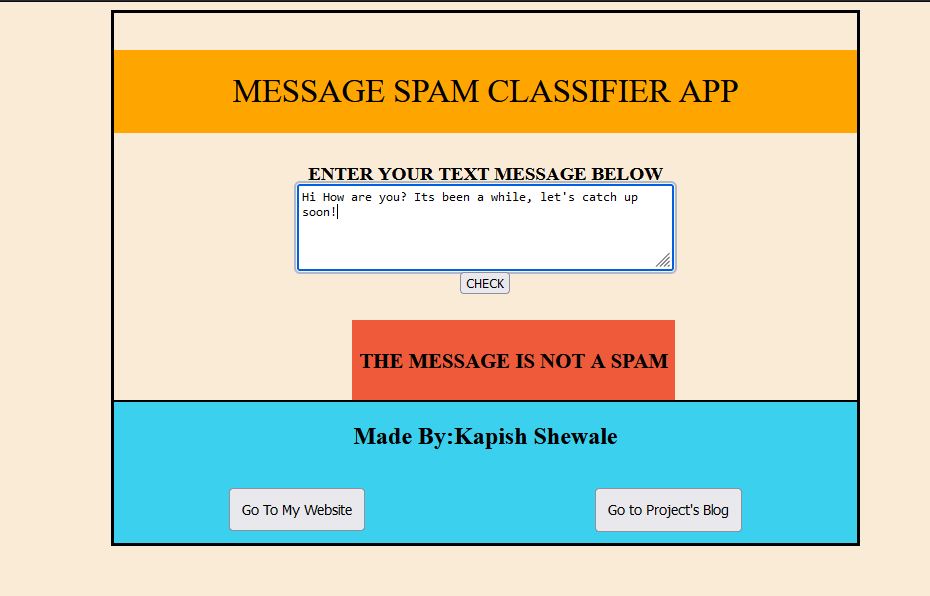 MESSAGE SPAM CLASSIFIER APP
ENTER YOUR TEXT MESSAGE BELOW
Hi How are you? Its been a while, let's catch up
soon!
CHECK
THE MESSAGE IS NOT A SPAM
Made By:Kapish Shewale
Go To My Website
Go to Project's Blog